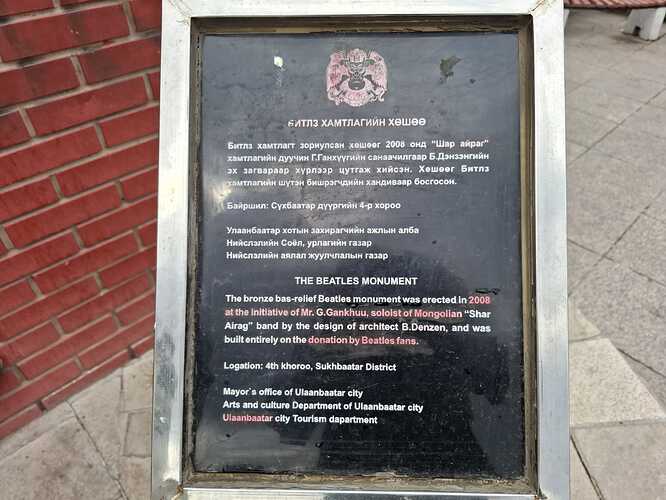 БИТЛЗ ХАМТЛАГИЙН ХӨШӨӨ
Битлз хамтлагт зориулсан хөшөөг 2008 онд "Шар айраг"
хамтлагийн дуучин Г.Ганхүүгийн санаачилгаар Б.Дэнзэнгийн
эх загвараар хүрлээр цутгаж хийсэн. Хөшөөг Битлз
хамтлагийн шүтэн бишрэгчдийн хандиваар босгосон.
Байршил: Сүхбаатар дүүргийн 4-р хороо
Улаанбаатар хотын захирагчийн ажлын алба
Нийслэлийн Соёл, урлагийн газар
Нийслэлийн аялал жуулчлалын газар
THE BEATLES MONUMENT
The bronze bas-relief Beatles monument was erected in 2008
at the initiative of Mr. G.Gankhuu, soloist of Mongolian "Shar
Airag" band by the design of architect B.Denzen, and was
built entirely on the donation by Beatles fans.
Logation: 4th khoroo, Sukhbaatar District
Mayor`s office of Ulaanbaatar city
Arts and culture Department of Ulaanbaatar city
Ulaanbaatar city Tourism dapartment